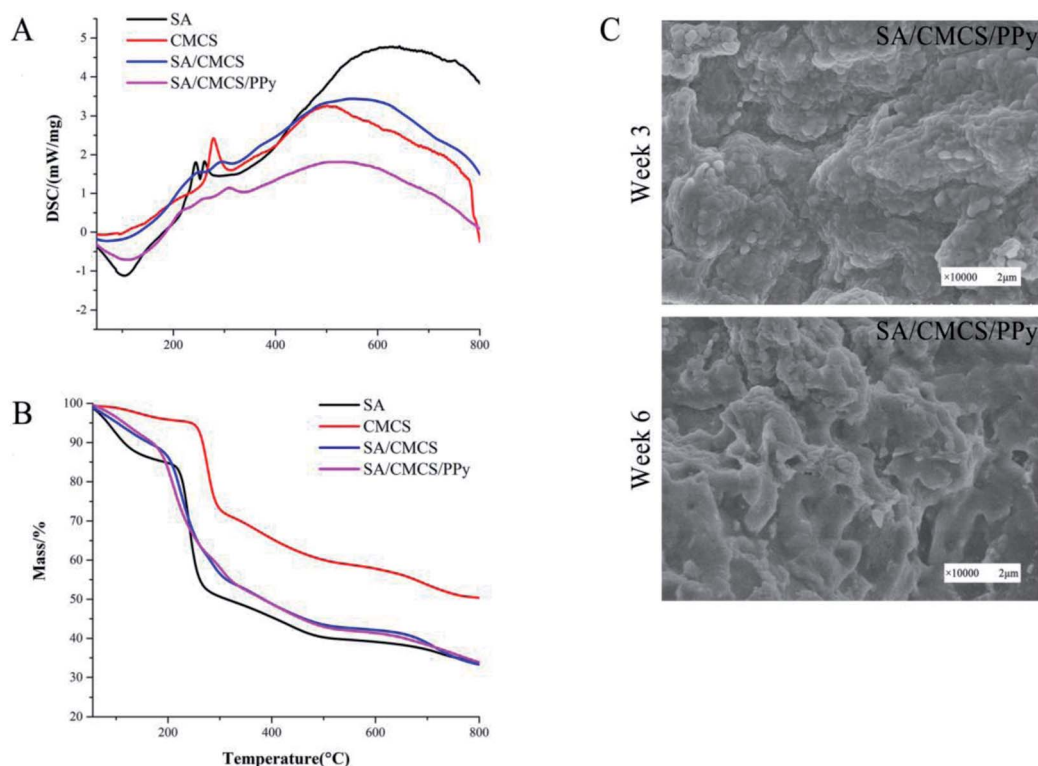 A
SA
CMCS
SA/CMCS
SA/CMCS/PPy
DSC/(mW/mg)
5
4
3
2
1
0
-1
-2
200
400
600
800
B
SA
CMCS
SA/CMCS
SA/CMCS/PPy
Mass/%
100
90
80
70
60
50
40
30
20
200
400
600
800
Temperature(°C)
C
SA/CMCS/PPy
Week 3
×10000 2μm
SA/CMCS/PPy
Week 6
×10000 2μm